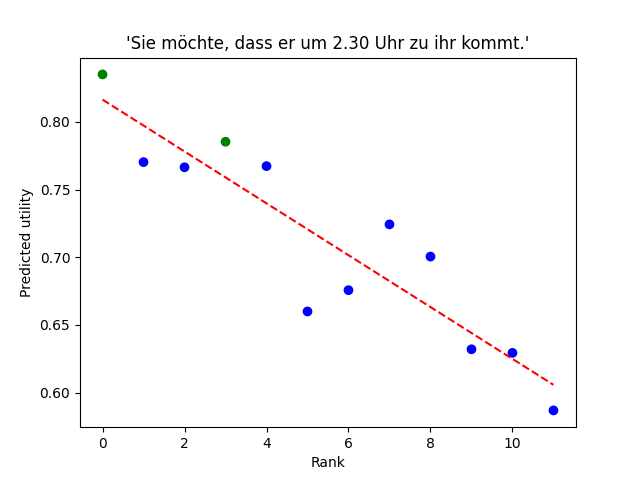 'Sie möchte, dass er um 2.30 Uhr zu ihr kommt.'
Predicted utility
0.80
0.75
0.70
0.65
0.60
0 2 4 6 8 10
Rank